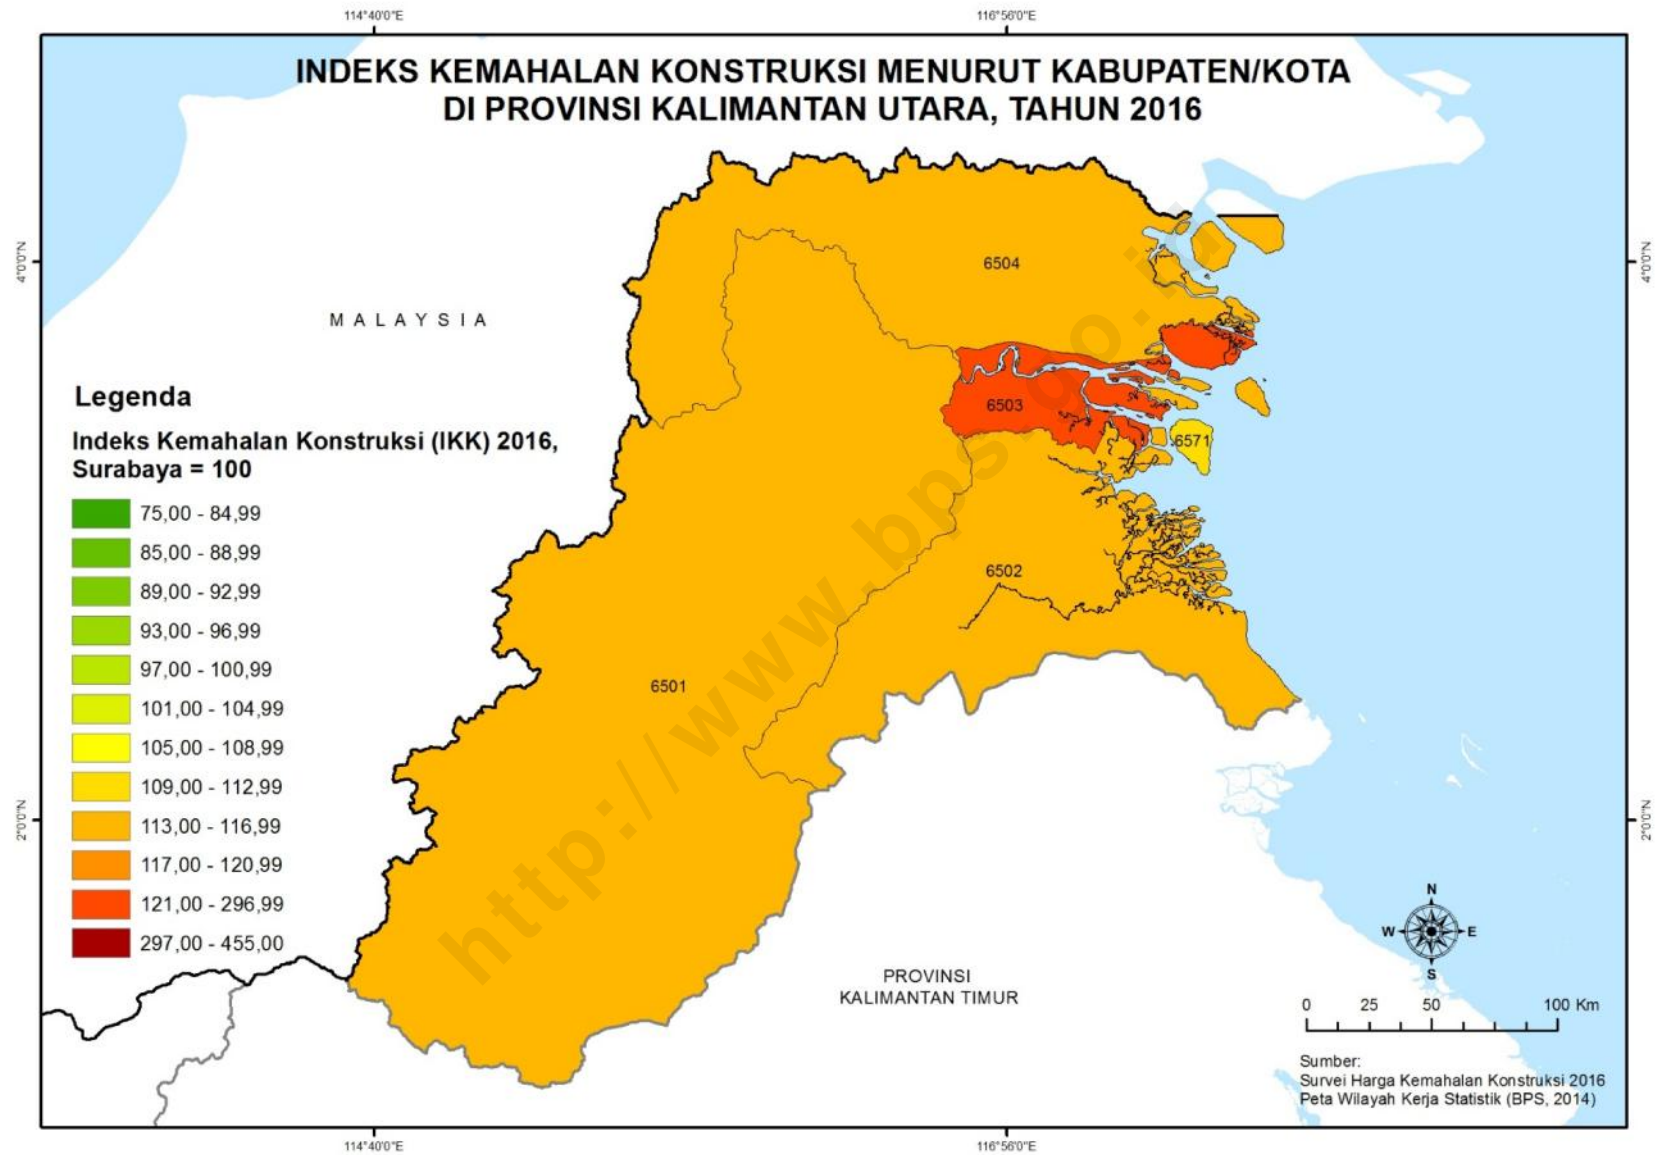 114°40'0"E
116°56'0"E
INDEKS KEMAHALAN KONSTRUKSI MENURUT KABUPATEN/KOTA
DI PROVINSI KALIMANTAN UTARA, TAHUN 2016
4°0'0"N
4°0'0"N
6504
MALAYSIA
6503
6571
6502
6501
Legenda
Indeks Kemahalan Konstruksi (IKK) 2016,
Surabaya = 100
75,00 - 84,99
85,00 - 88,99
89,00 - 92,99
93,00 - 96,99
97,00 - 100,99
101,00 - 104,99
105,00 - 108,99
109,00 - 112,99
113,00 - 116,99
117,00 - 120,99
121,00 - 296,99
297,00 - 455,00
2°0'0"N
2°0'0"N
http://www.bps.go.id
PROVINSI
KALIMANTAN TIMUR
N
W E
S
0 25 50 100 Km
Sumber:
Survei Harga Kemahalan Konstruksi 2016
Peta Wilayah Kerja Statistik (BPS, 2014)
114°40'0"E
116°56'0"E